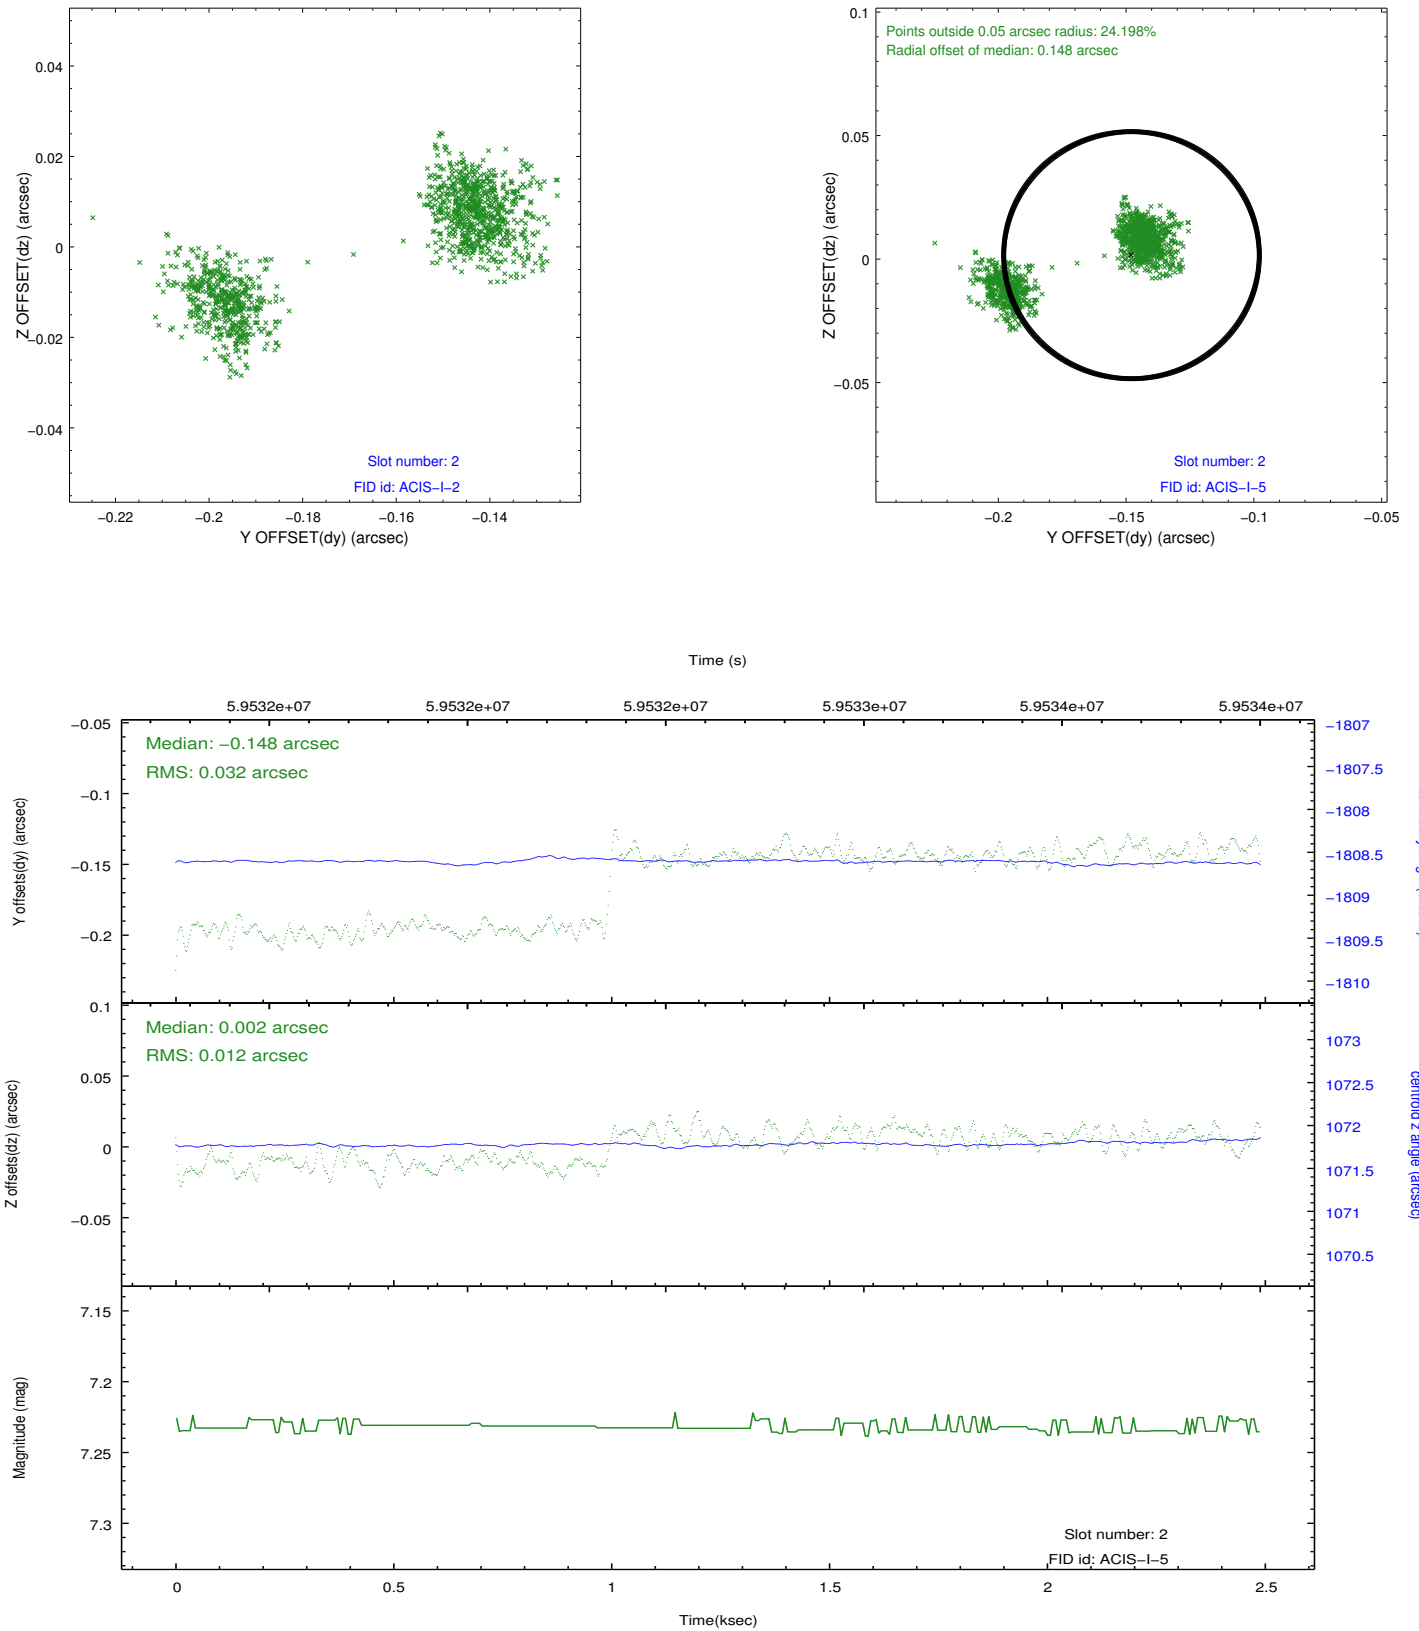 0.04
0.02
0
−0.02
−0.04
Z OFFSET(dz) (arcsec)
Slot number: 2
FID id: ACIS−I−2
−0.22
−0.2
−0.18
−0.16
−0.14
Y OFFSET(dy) (arcsec)
0.1
0.05
0
−0.05
Z OFFSET(dz) (arcsec)
Points outside 0.05 arcsec radius: 24.198%
Radial offset of median: 0.148 arcsec
Slot number: 2
FID id: ACIS−I−5
−0.2
−0.15
−0.1
−0.05
Y OFFSET(dy) (arcsec)
Time (s)
5.9532e+07
5.9532e+07
5.9532e+07
5.9533e+07
5.9534e+07
5.9534e+07
−0.05
−0.1
−0.15
−0.2
Y offsets(dy) (arcsec)
Median: −0.148 arcsec
RMS: 0.032 arcsec
−1807
−1807.5
−1808
−1808.5
−1809
−1809.5
−1810
0.1
0.05
0
−0.05
Z offsets(dz) (arcsec)
Median: 0.002 arcsec
RMS: 0.012 arcsec
1073
1072.5
1072
1071.5
1071
1070.5
centroid z angle (arcsec)
7.15
7.2
7.25
7.3
Magnitude (mag)
Slot number: 2
FID id: ACIS−I−5
0
0.5
1
1.5
2
2.5
Time(ksec)